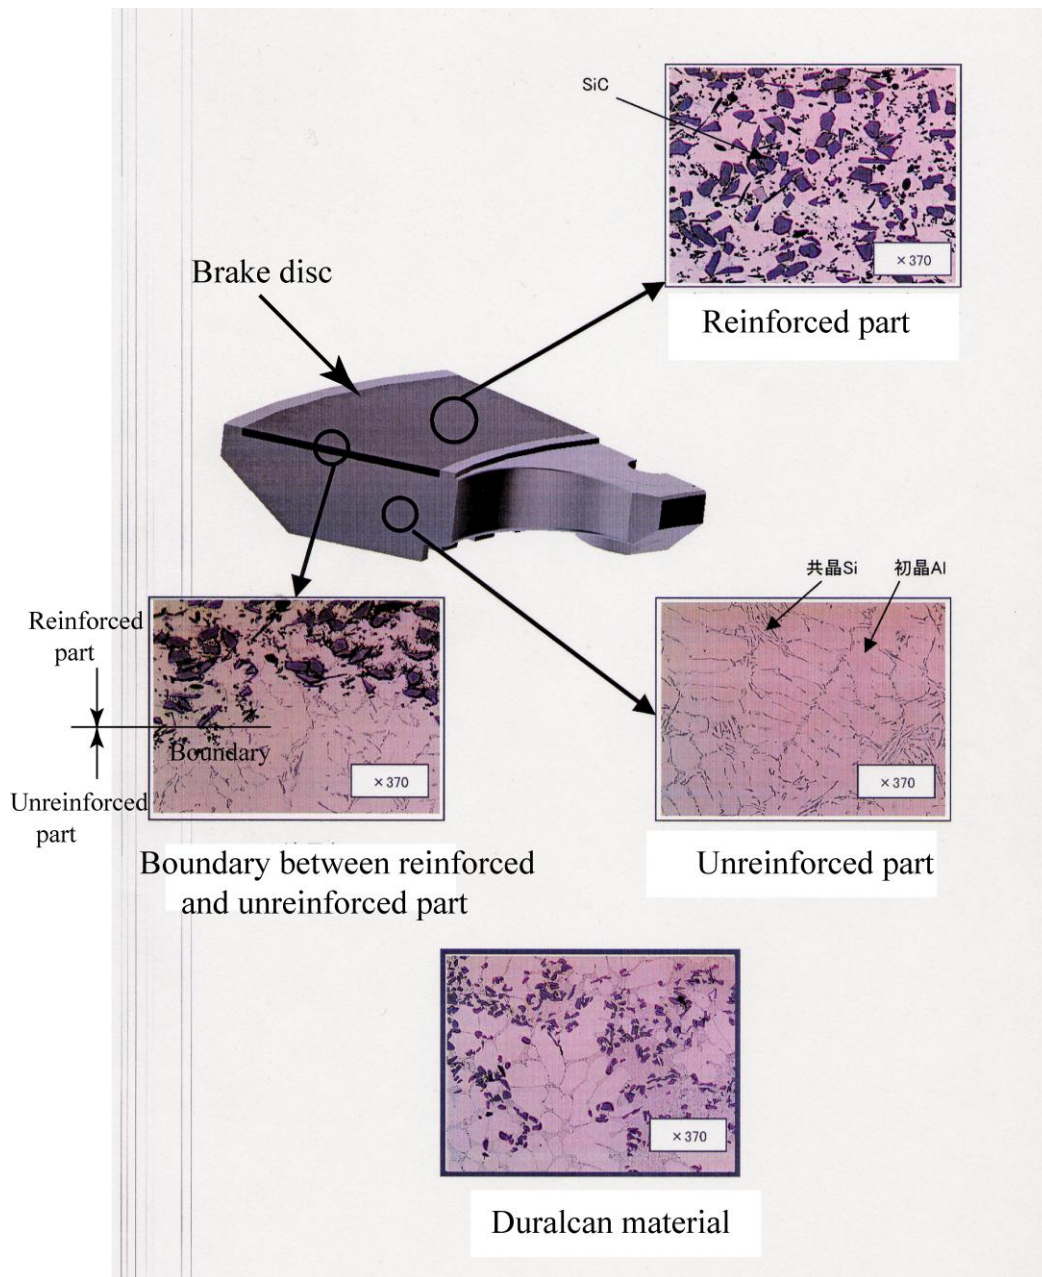 SiC
×370
Reinforced part
Brake disc
共晶Si
初晶Al
Reinforced
part
Boundary
Unreinforced
part
×370
×370
Boundary between reinforced
and unreinforced part
Unreinforced part
×370
Duralcan material